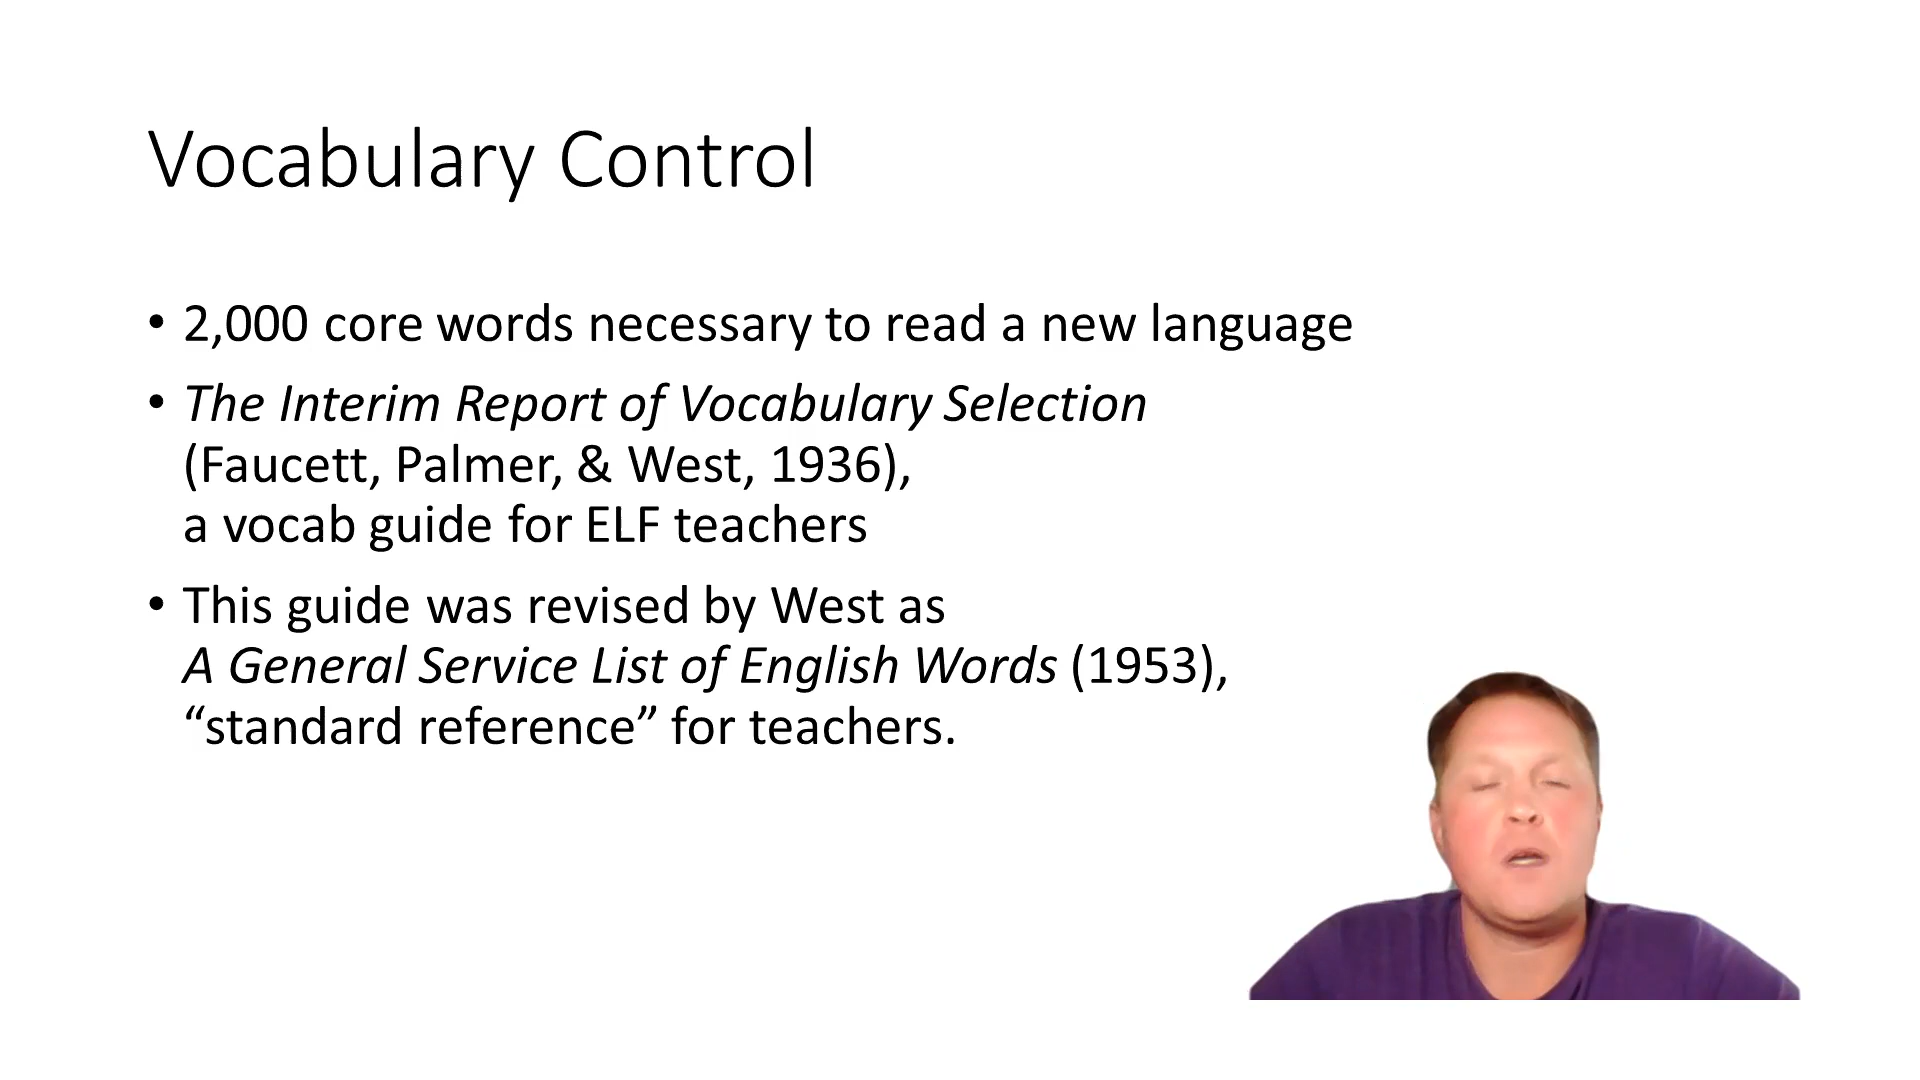 Vocabulary Control
• 2,000 core words necessary to read a new language
• The Interim Report of Vocabulary Selection
(Faucett, Palmer, & West, 1936),
a vocab guide for ELF teachers
• This guide was revised by West as
A General Service List of English Words (1953),
“standard reference” for teachers.